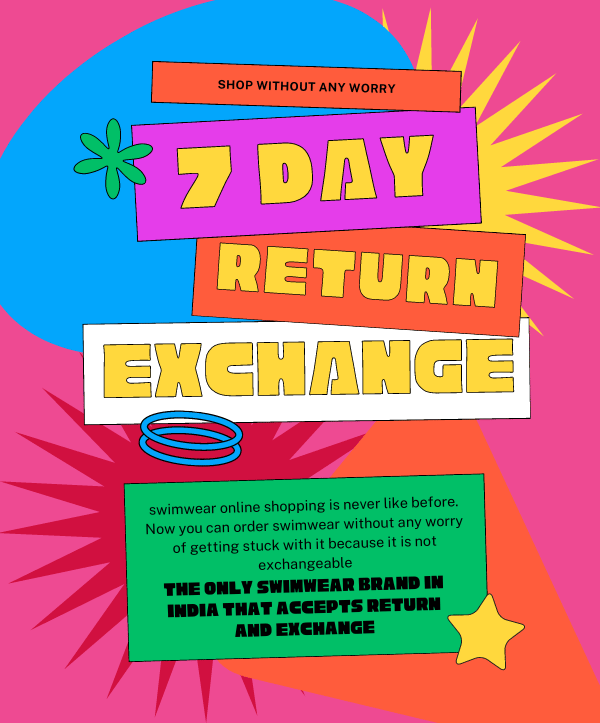 SHOP WITHOUT ANY WORRY
7 DAY
RETURN
EXCHANGE
swimwear online shopping is never like before.
Now you can order swimwear without any worry
of getting stuck with it because it is not
exchangeable
THE ONLY SWIMWEAR BRAND IN
INDIA THAT ACCEPTS RETURN
AND EXCHANGE